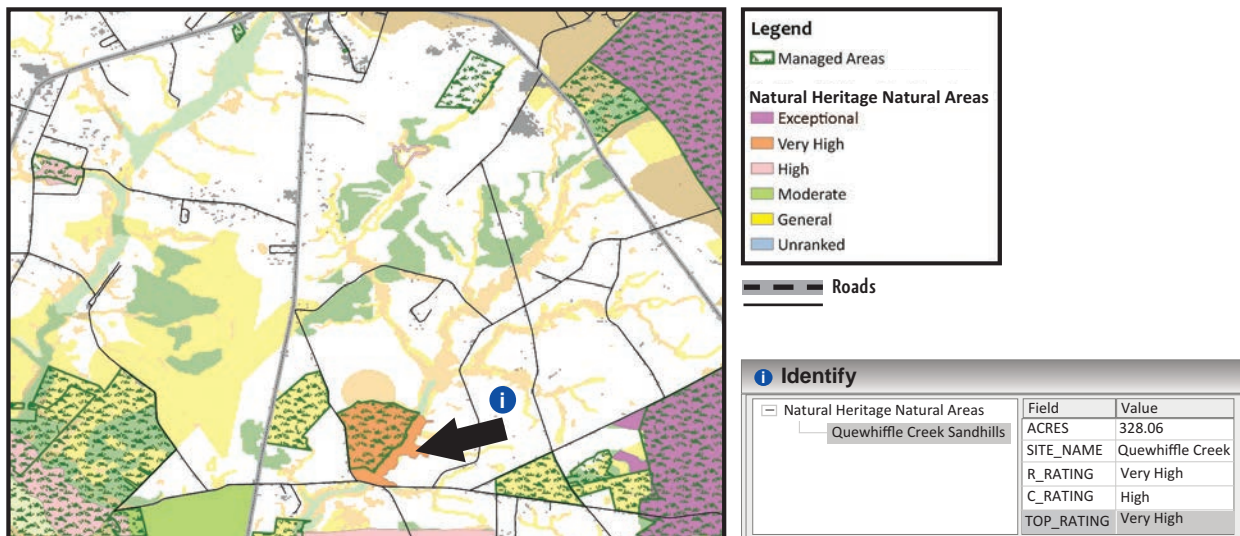 Legend
Managed Areas
Natural Heritage Natural Areas
Exceptional
Very High
High
Moderate
General
Unranked
Roads
i
i Identify
Natural Heritage Natural Areas
Quewhiffle Creek Sandhills
Field Value
ACRES 328.06
SITE_NAME Quewhiffle Creek
R_RATING Very High
C_RATING High
TOP_RATING Very High